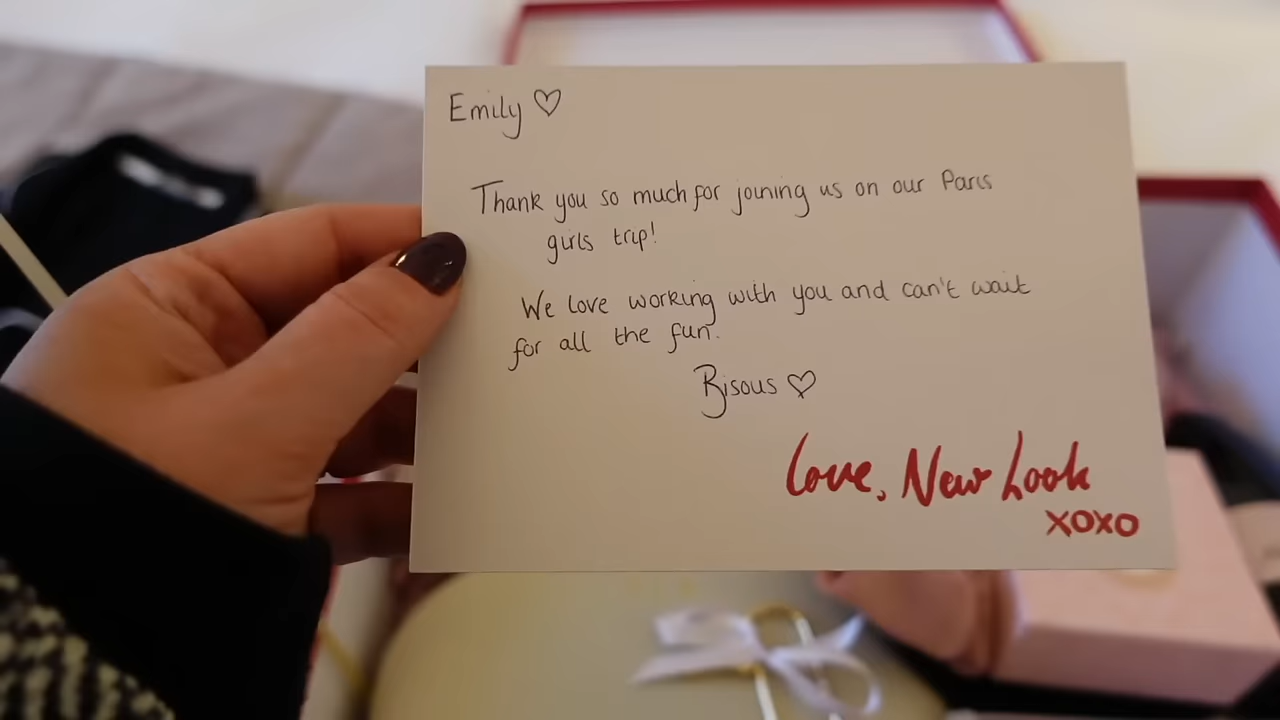 Emily ♡
Thank you so much for joining us on our Paris
girls trip!
We love working with you and can't wait
for all the fun.
Bisous ♡
Love, New Look
XOXO